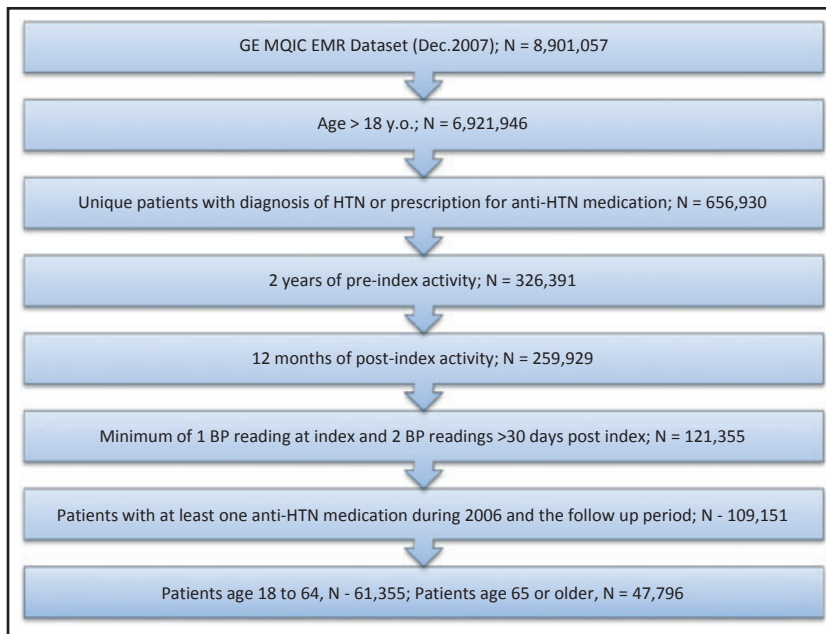 GE MQIC EMR Dataset (Dec.2007); N = 8,901,057
Age > 18 y.o.; N = 6,921,946
Unique patients with diagnosis of HTN or prescription for anti-HTN medication; N = 656,930
2 years of pre-index activity; N = 326,391
12 months of post-index activity; N = 259,929
Minimum of 1 BP reading at index and 2 BP readings >30 days post index; N = 121,355
Patients with at least one anti-HTN medication during 2006 and the follow up period; N - 109,151
Patients age 18 to 64, N - 61,355; Patients age 65 or older, N = 47,796